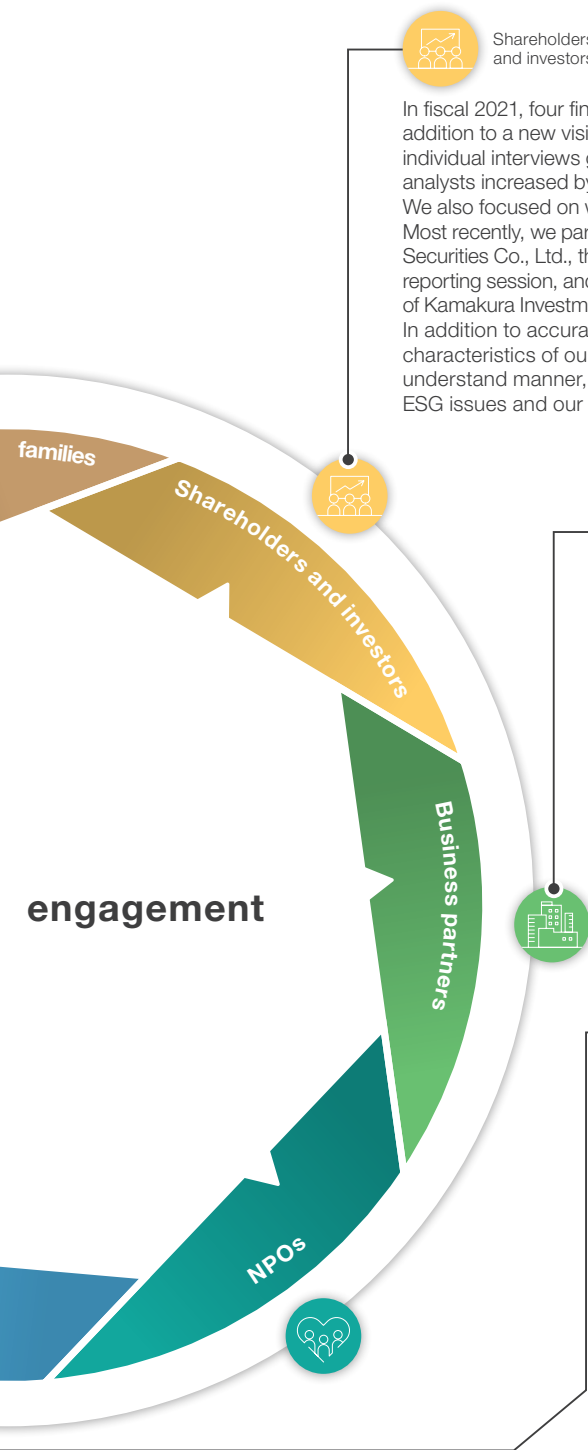 Shareholders
and investors
In fiscal 2021, four fin
addition to a new visi
individual interviews
analysts increased by
We also focused on
Most recently, we par
Securities Co., Ltd., th
reporting session, and
of Kamakura Investm
In addition to accura
characteristics of ou
understand manner,
ESG issues and our
families
Shareholders and investors
Business partners
engagement
NPOs